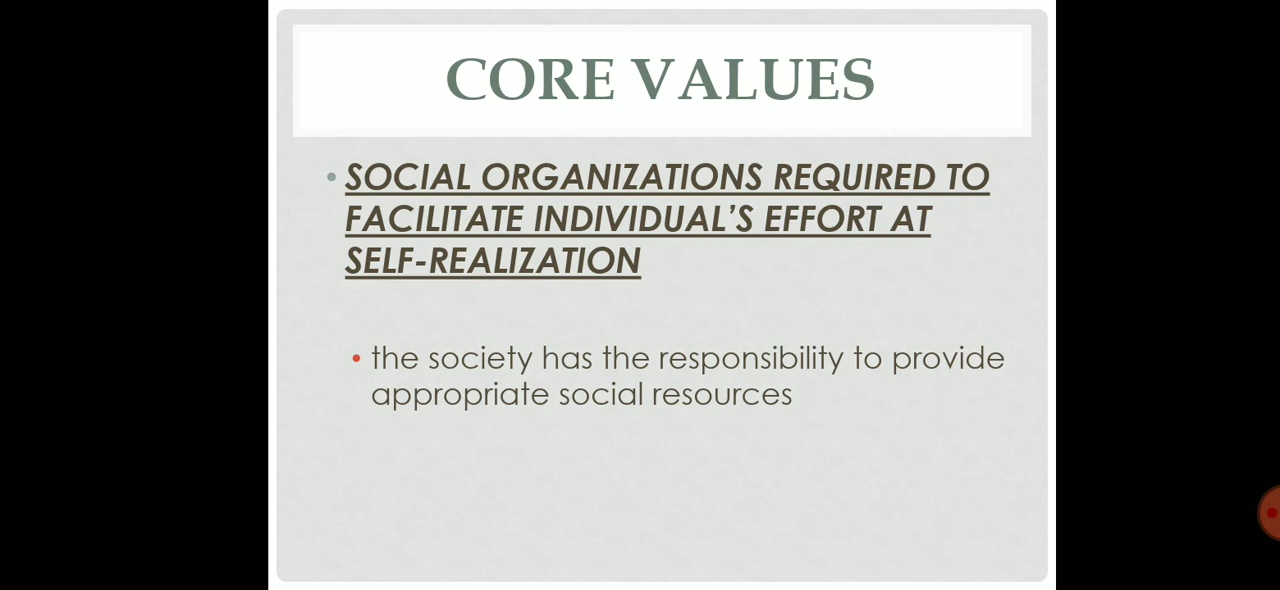 CORE VALUES
• SOCIAL ORGANIZATIONS REQUIRED TO
FACILITATE INDIVIDUAL’S EFFORT AT
SELF-REALIZATION
• the society has the responsibility to provide
appropriate social resources